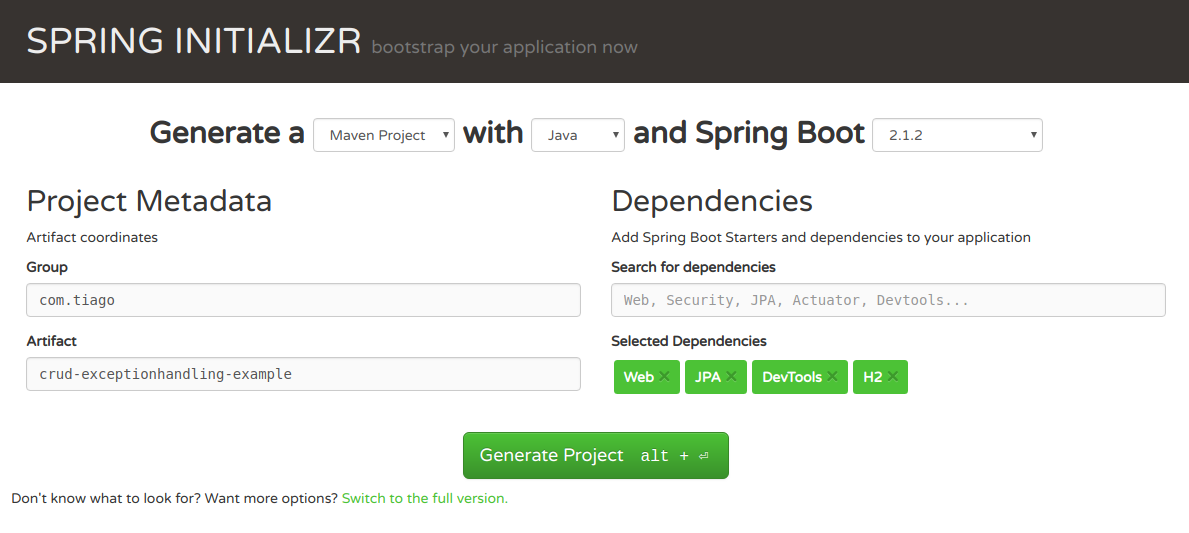 SPRING INITIALIZR bootstrap your application now
Generate a Maven Project with Java and Spring Boot 2.1.2
Project Metadata
Artifact coordinates
Group
com.tiago
Artifact
crud-exceptionhandling-example
Dependencies
Add Spring Boot Starters and dependencies to your application
Search for dependencies
Web, Security, JPA, Actuator, Devtools...
Selected Dependencies
Web × JPA × DevTools × H2 ×
Generate Project alt + ⏎
Don't know what to look for? Want more options? Switch to the full version.